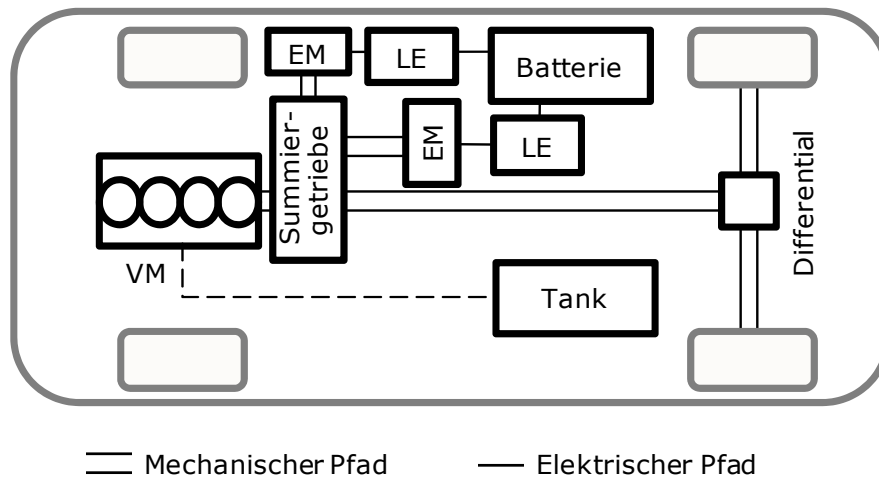 EM
LE
Batterie
EM
LE
Summier-
getriebe
Differential
VM
Tank
Mechanischer Pfad
Elektrischer Pfad